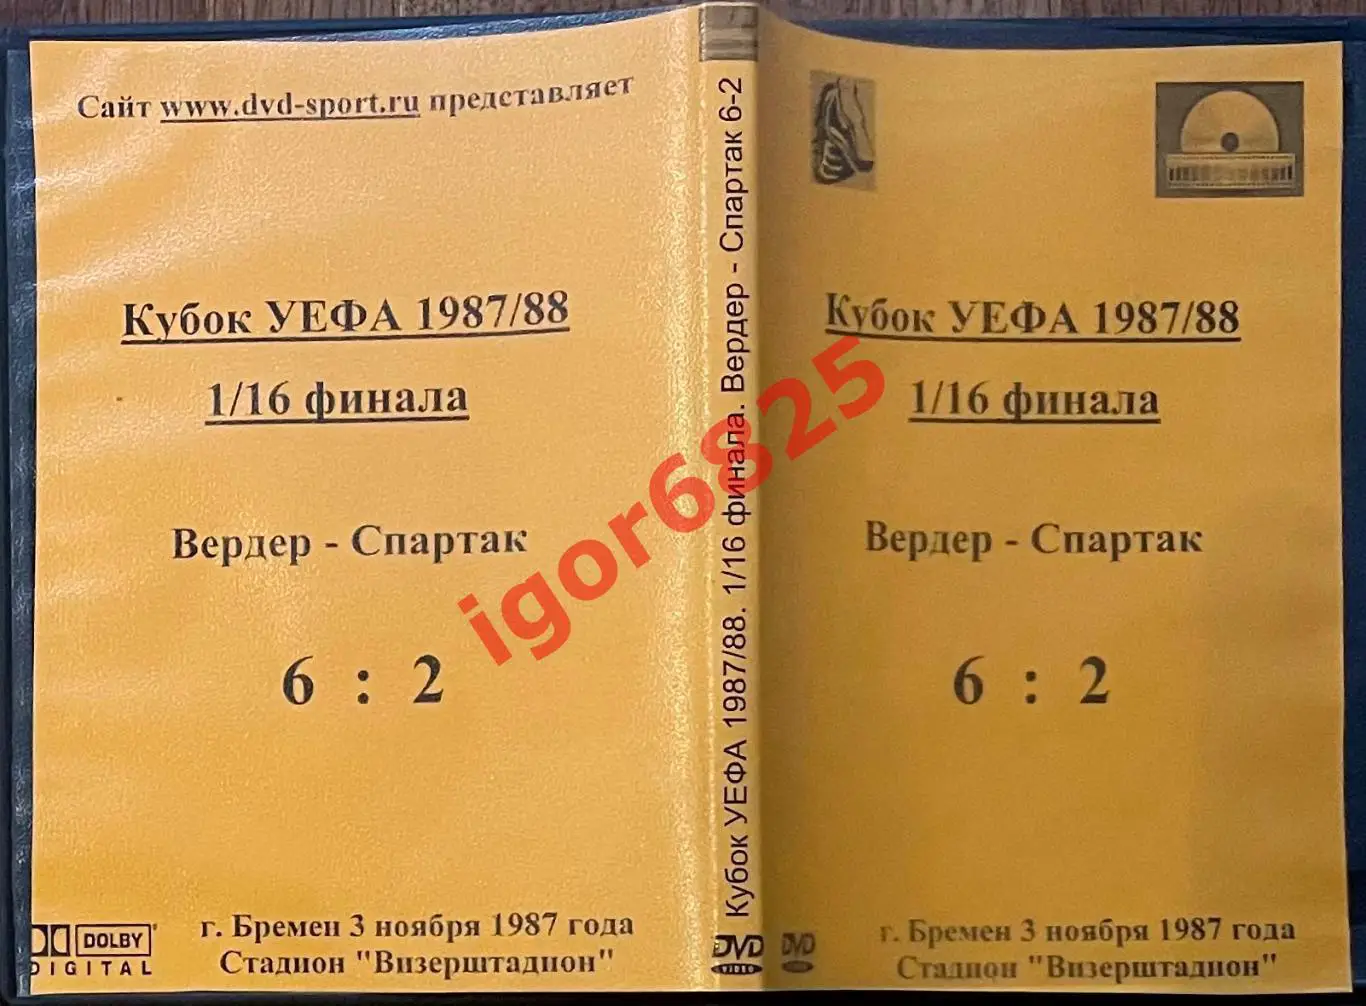 Сайт www.dvd-sport.ru представляет
Кубок УЕФА 1987/88
1/16 финала
Вердер - Спартак
6 : 2
г. Бремен 3 ноября 1987 года
Стадион "Визерштадион"
DOLBY
DIGITAL
Кубок УЕФА 1987/88. 1/16 финала. Вердер - Спартак 6-2
DVD
VIDEO
Кубок УЕФА 1987/88
1/16 финала
Вердер - Спартак
6 : 2
DVD
г. Бремен 3 ноября 1987 года
Стадион "Визерштадион"
igor6825